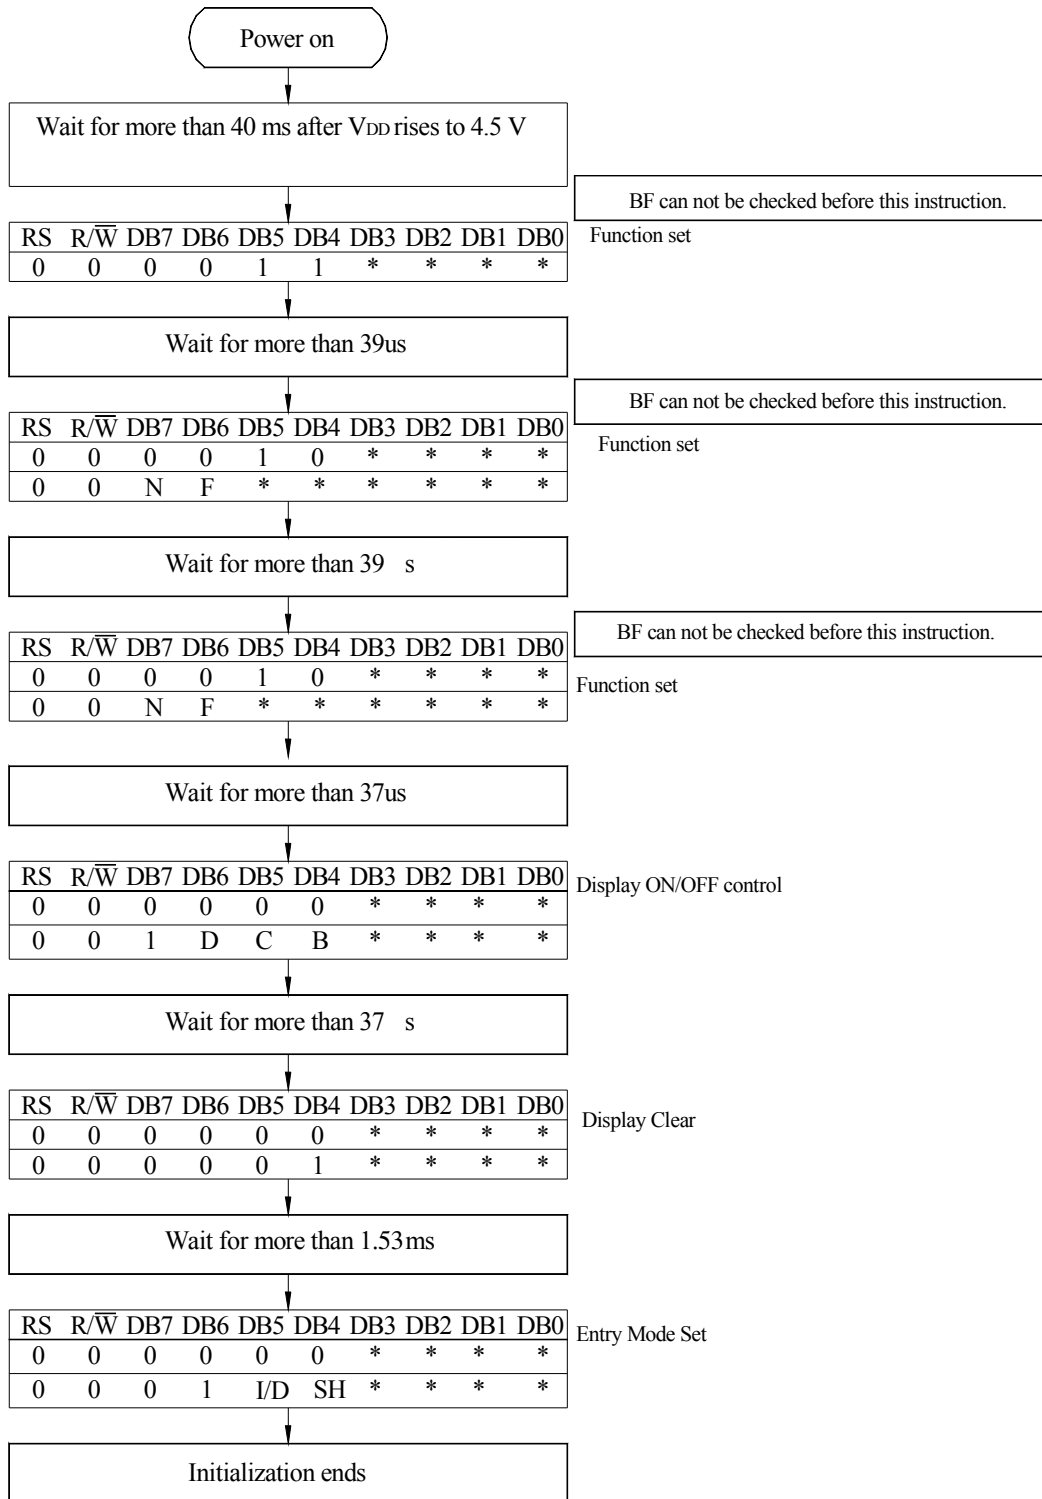 Power on
Wait for more than 40 ms after VDD rises to 4.5 V
BF can not be checked before this instruction.
RS R/W̅ DB7 DB6 DB5 DB4 DB3 DB2 DB1 DB0
Function set
0 0 0 0 1 1 * * * *
Wait for more than 39us
BF can not be checked before this instruction.
RS R/W̅ DB7 DB6 DB5 DB4 DB3 DB2 DB1 DB0
Function set
0 0 0 0 1 0 * * * *
0 0 N F * * * * * *
Wait for more than 39 s
BF can not be checked before this instruction.
RS R/W̅ DB7 DB6 DB5 DB4 DB3 DB2 DB1 DB0
0 0 0 0 1 0 * * * *
Function set
0 0 N F * * * * * *
Wait for more than 37us
RS R/W̅ DB7 DB6 DB5 DB4 DB3 DB2 DB1 DB0
Display ON/OFF control
0 0 0 0 0 0 * * * *
0 0 1 D C B * * * *
Wait for more than 37 s
RS R/W̅ DB7 DB6 DB5 DB4 DB3 DB2 DB1 DB0
Display Clear
0 0 0 0 0 0 * * * *
0 0 0 0 0 1 * * * *
Wait for more than 1.53ms
RS R/W̅ DB7 DB6 DB5 DB4 DB3 DB2 DB1 DB0
Entry Mode Set
0 0 0 0 0 0 * * * *
0 0 0 1 I/D SH * * * *
Initialization ends